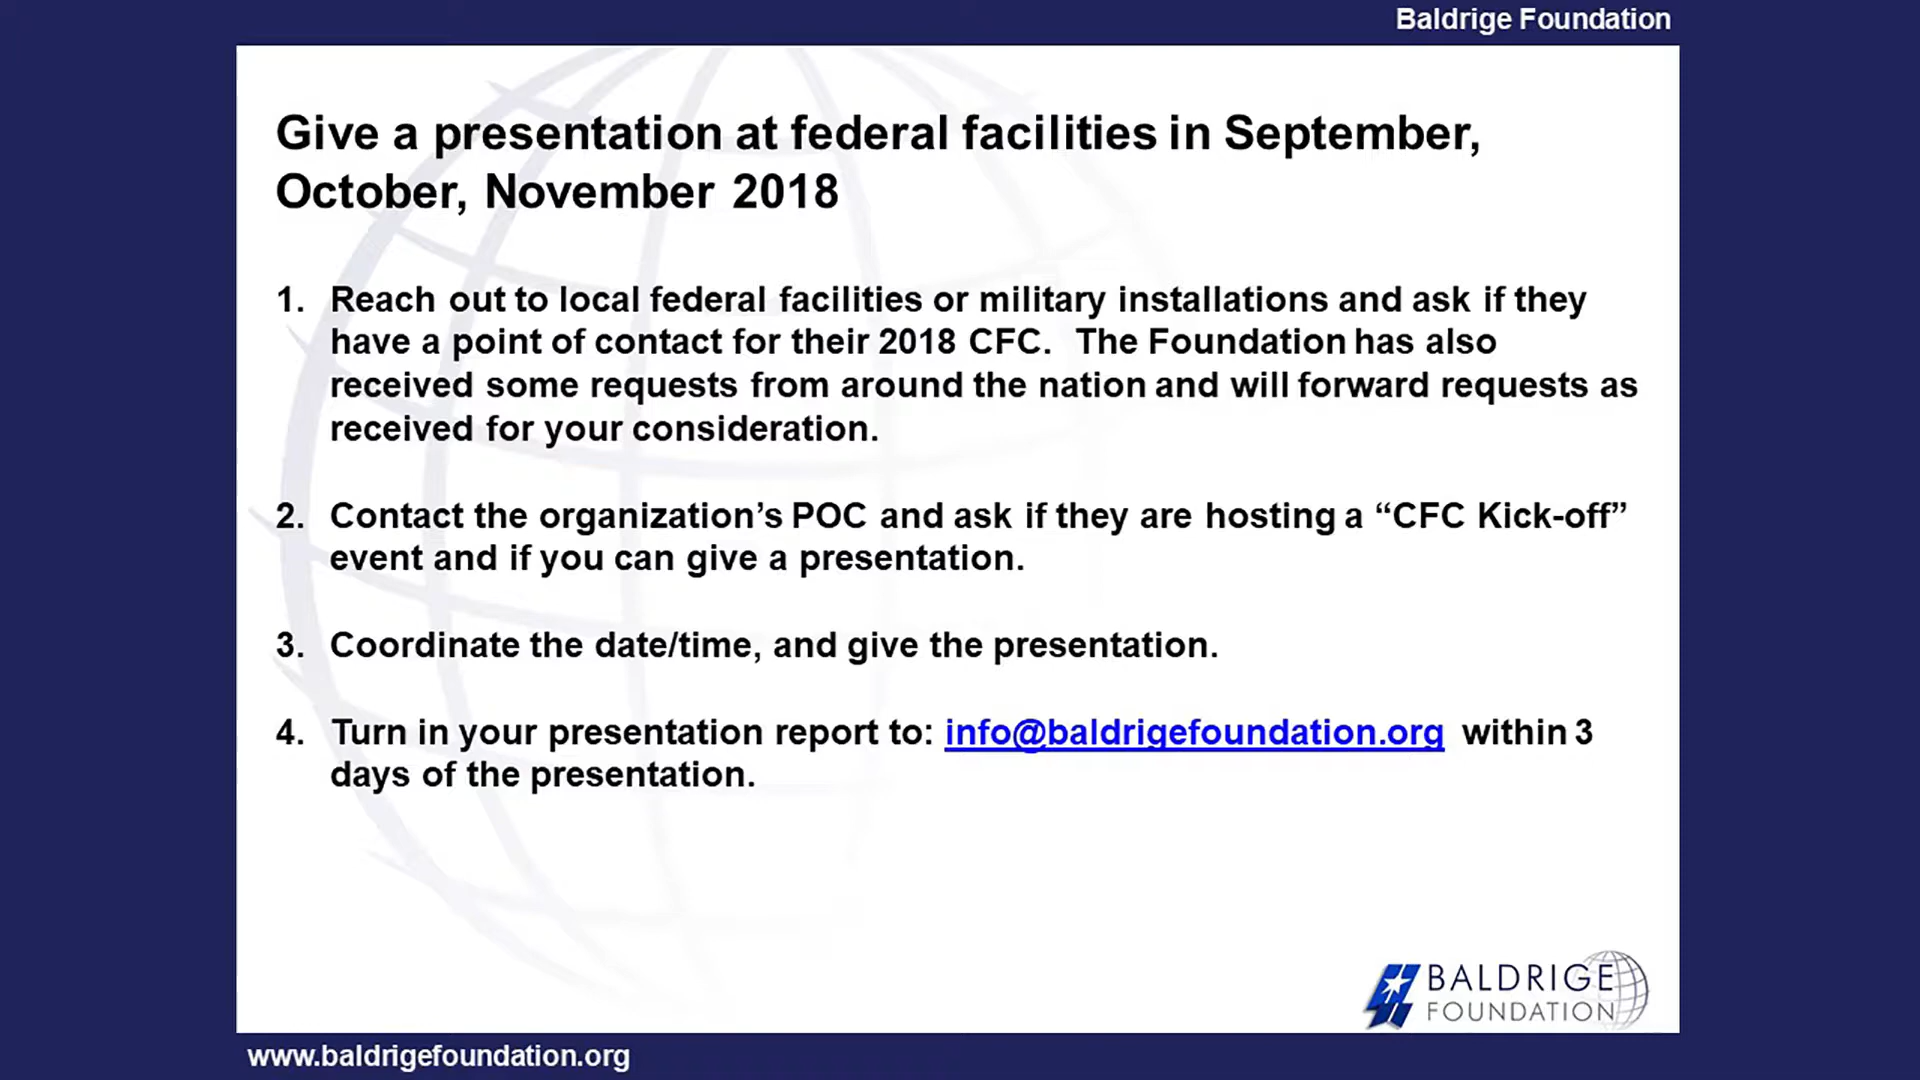 Baldrige Foundation
Give a presentation at federal facilities in September,
October, November 2018
1. Reach out to local federal facilities or military installations and ask if they
have a point of contact for their 2018 CFC. The Foundation has also
received some requests from around the nation and will forward requests as
received for your consideration.
2. Contact the organization’s POC and ask if they are hosting a “CFC Kick-off”
event and if you can give a presentation.
3. Coordinate the date/time, and give the presentation.
4. Turn in your presentation report to: info@baldrigefoundation.org within 3
days of the presentation.
BALDRIGE
FOUNDATION
www.baldrigefoundation.org